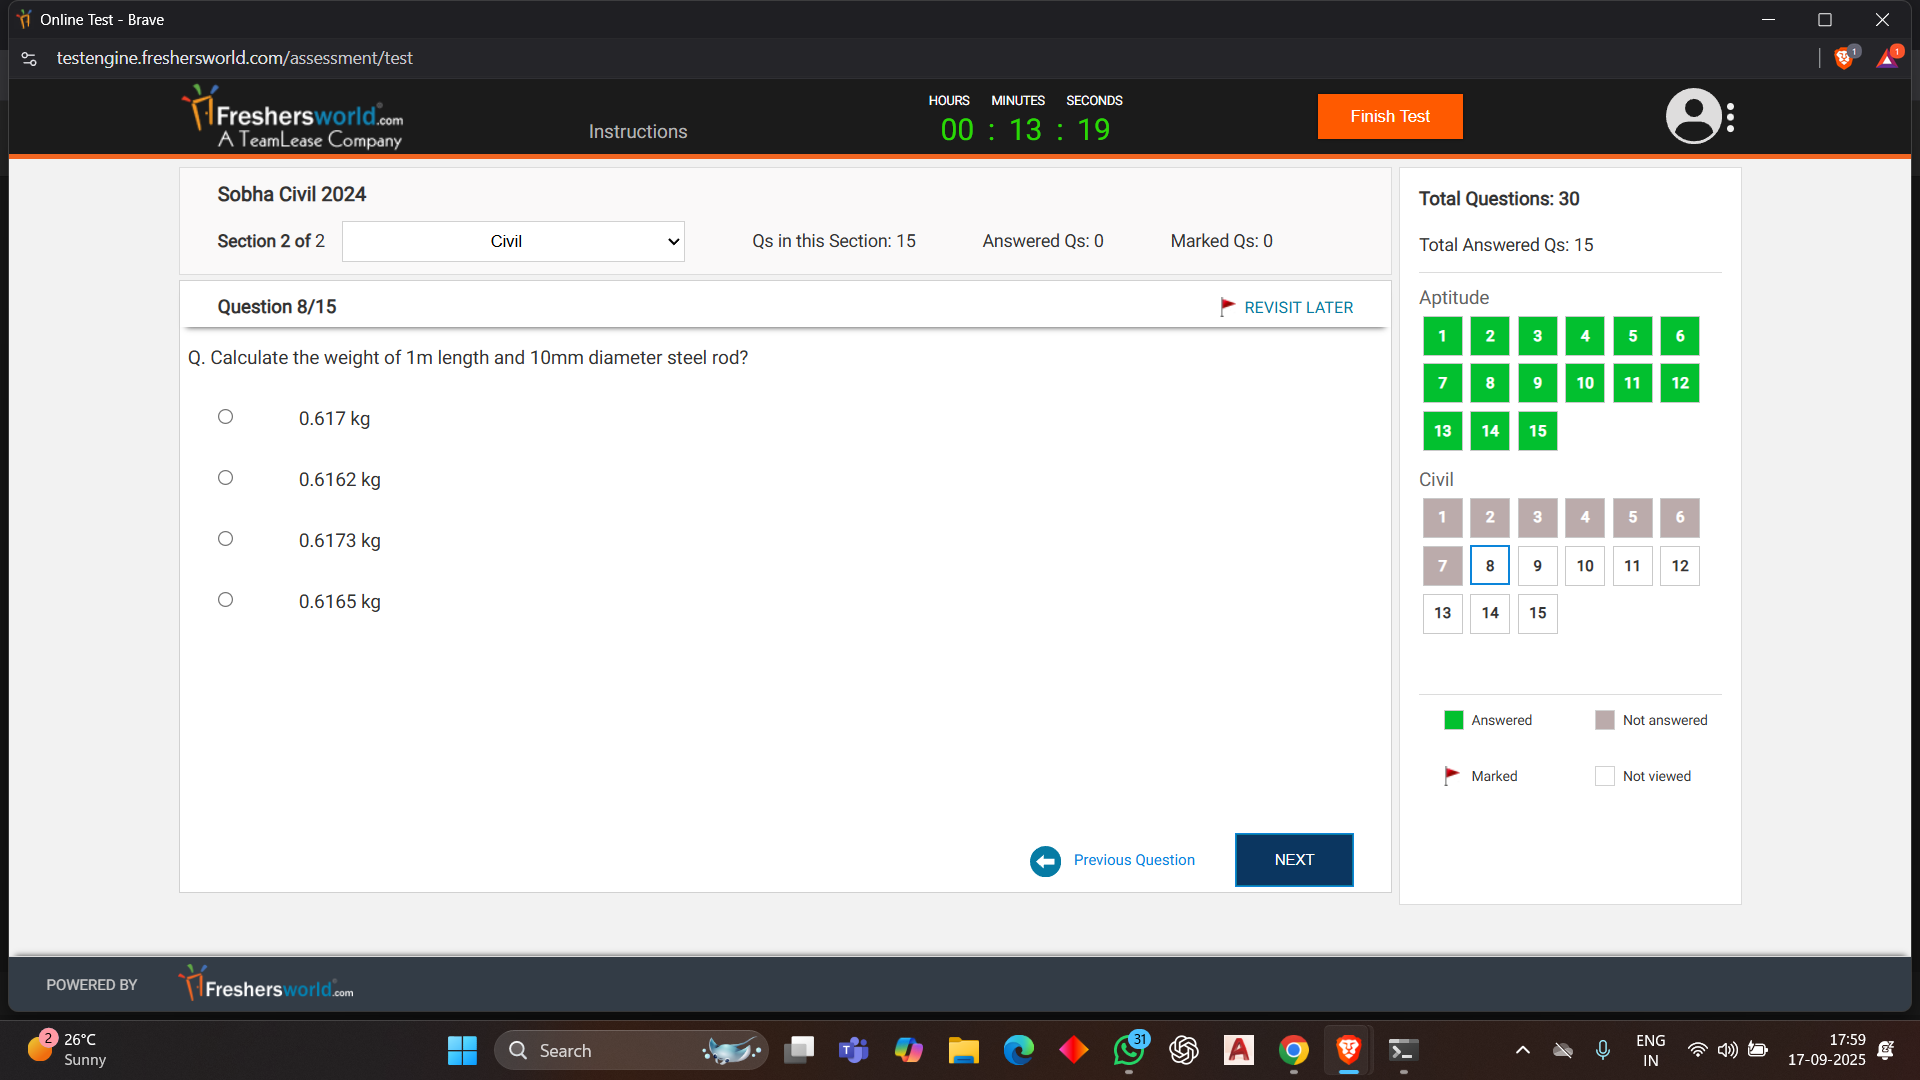 Online Test - Brave
testengine.freshersworld.com/assessment/test
1
1
Freshersworld.com
A TeamLease Company
Instructions
HOURS MINUTES SECONDS
00 : 13 : 19
Finish Test
Sobha Civil 2024
Section 2 of 2
Civil
Qs in this Section: 15
Answered Qs: 0
Marked Qs: 0
Question 8/15
REVISIT LATER
Q. Calculate the weight of 1m length and 10mm diameter steel rod?
0.617 kg
0.6162 kg
0.6173 kg
0.6165 kg
Previous Question
NEXT
Total Questions: 30
Total Answered Qs: 15
Aptitude
1 2 3 4 5 6
7 8 9 10 11 12
13 14 15
Civil
1 2 3 4 5 6
7 8 9 10 11 12
13 14 15
Answered
Not answered
Marked
Not viewed
POWERED BY
Freshersworld.com
2
26°C
Sunny
Search
31
ENG
IN
17:59
17-09-2025